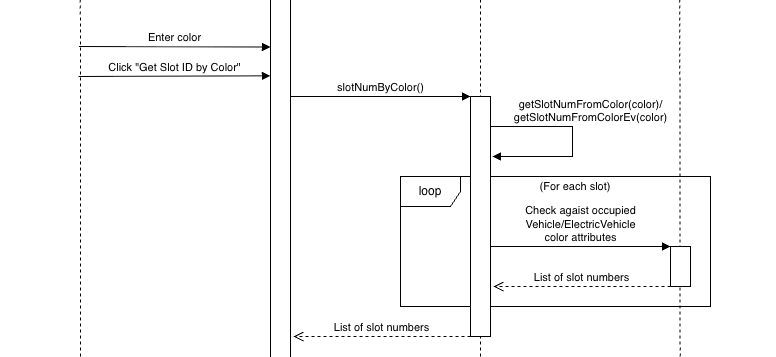 Enter color
Click "Get Slot ID by Color"
slotNumByColor()
getSlotNumFromColor(color)/
getSlotNumFromColorEv(color)
loop
(For each slot)
Check agaist occupied
Vehicle/ElectricVehicle
color attributes
List of slot numbers
List of slot numbers